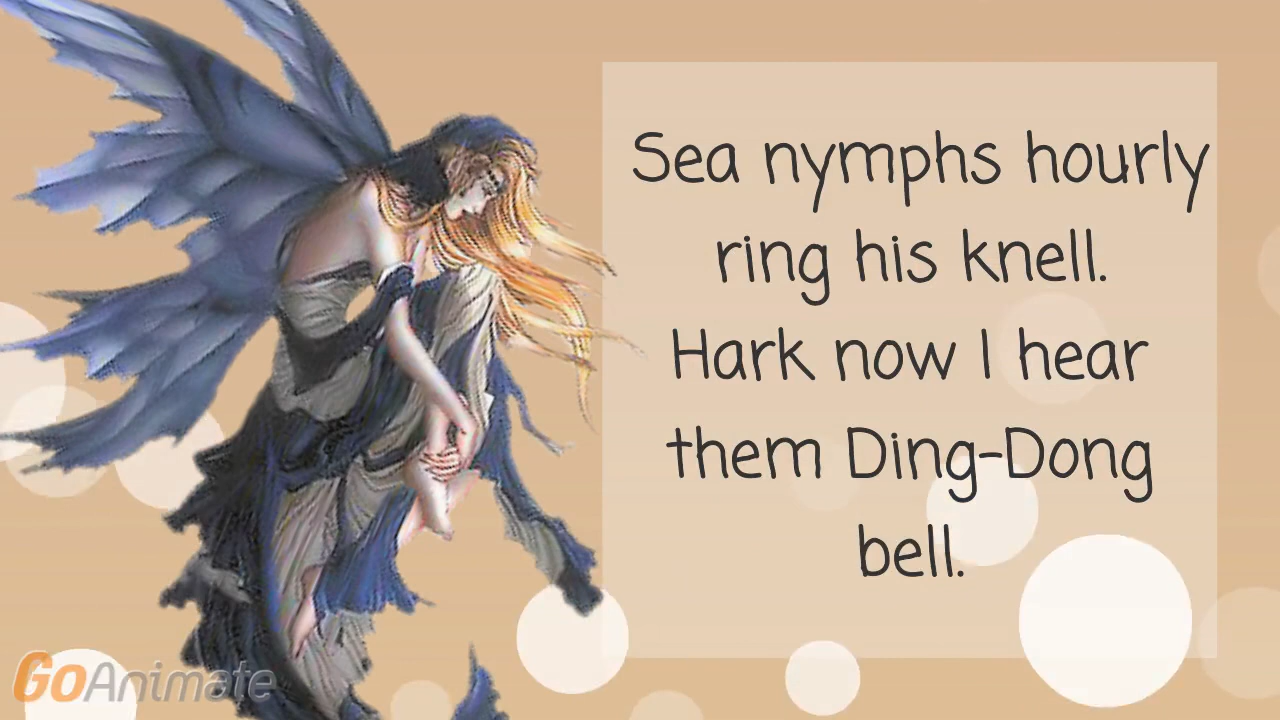 Sea nymphs hourly
ring his knell.
Hark now I hear
them Ding-Dong
bell.
GoAnimate